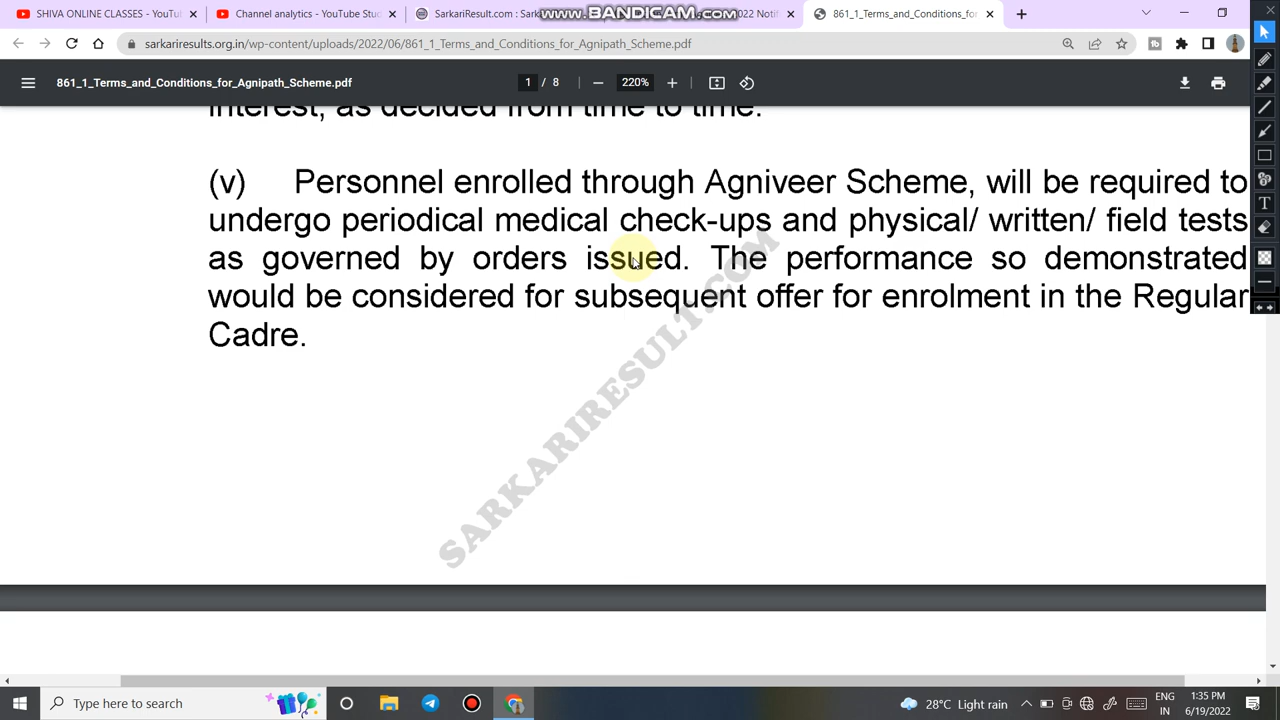 SHIVA ONLINE CLASSES - YouTu
Channel analytics - YouTube Stu
SarkariResult.com : Sark
www.BANDICAM.com
2022 Notif
861_1_Terms_and_Conditions_for
sarkariresults.org.in/wp-content/uploads/2022/06/861_1_Terms_and_Conditions_for_Agnipath_Scheme.pdf
861_1_Terms_and_Conditions_for_Agnipath_Scheme.pdf
1 / 8
220%
interest, as decided from time to time.
(v) Personnel enrolled through Agniveer Scheme, will be required to
undergo periodical medical check-ups and physical/ written/ field tests
as governed by orders issued. The performance so demonstrated
would be considered for subsequent offer for enrolment in the Regular
Cadre.
SARKARIRESULT.COM
Type here to search
28°C Light rain
ENG
IN
1:35 PM
6/19/2022